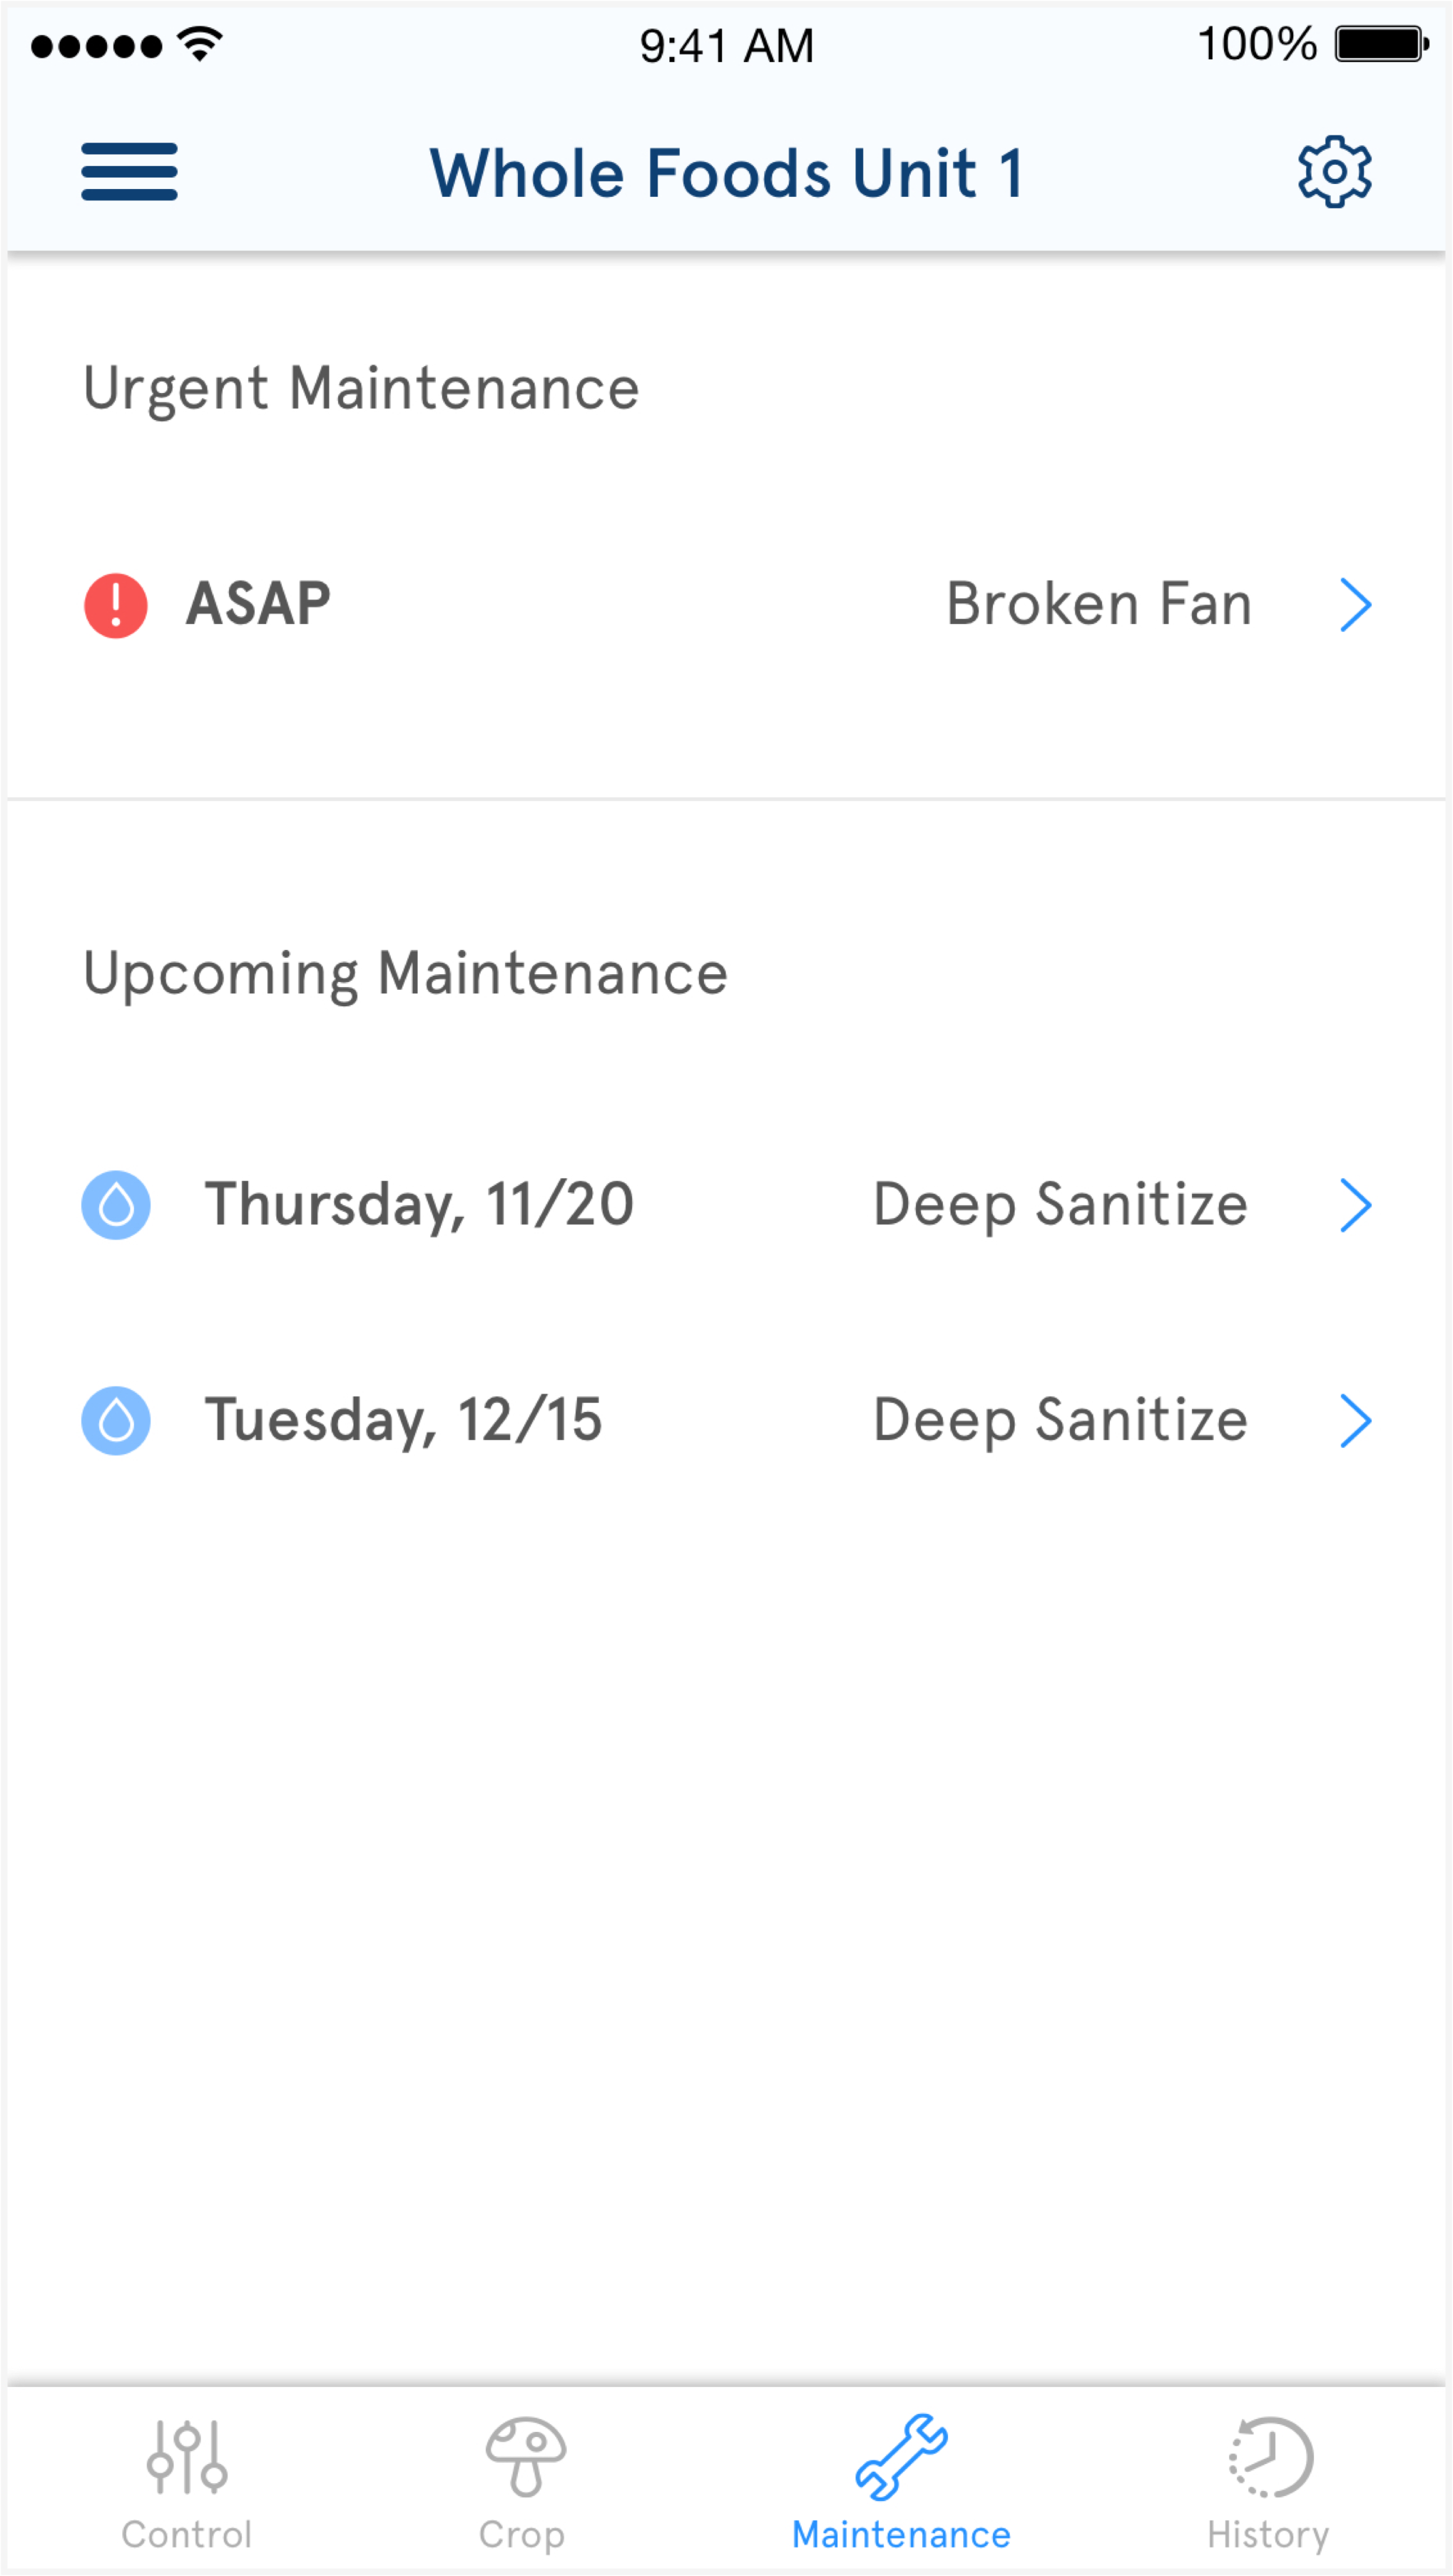 9:41 AM
100%
Whole Foods Unit 1
Urgent Maintenance
ASAP Broken Fan
Upcoming Maintenance
Thursday, 11/20 Deep Sanitize
Tuesday, 12/15 Deep Sanitize
Control Crop Maintenance History